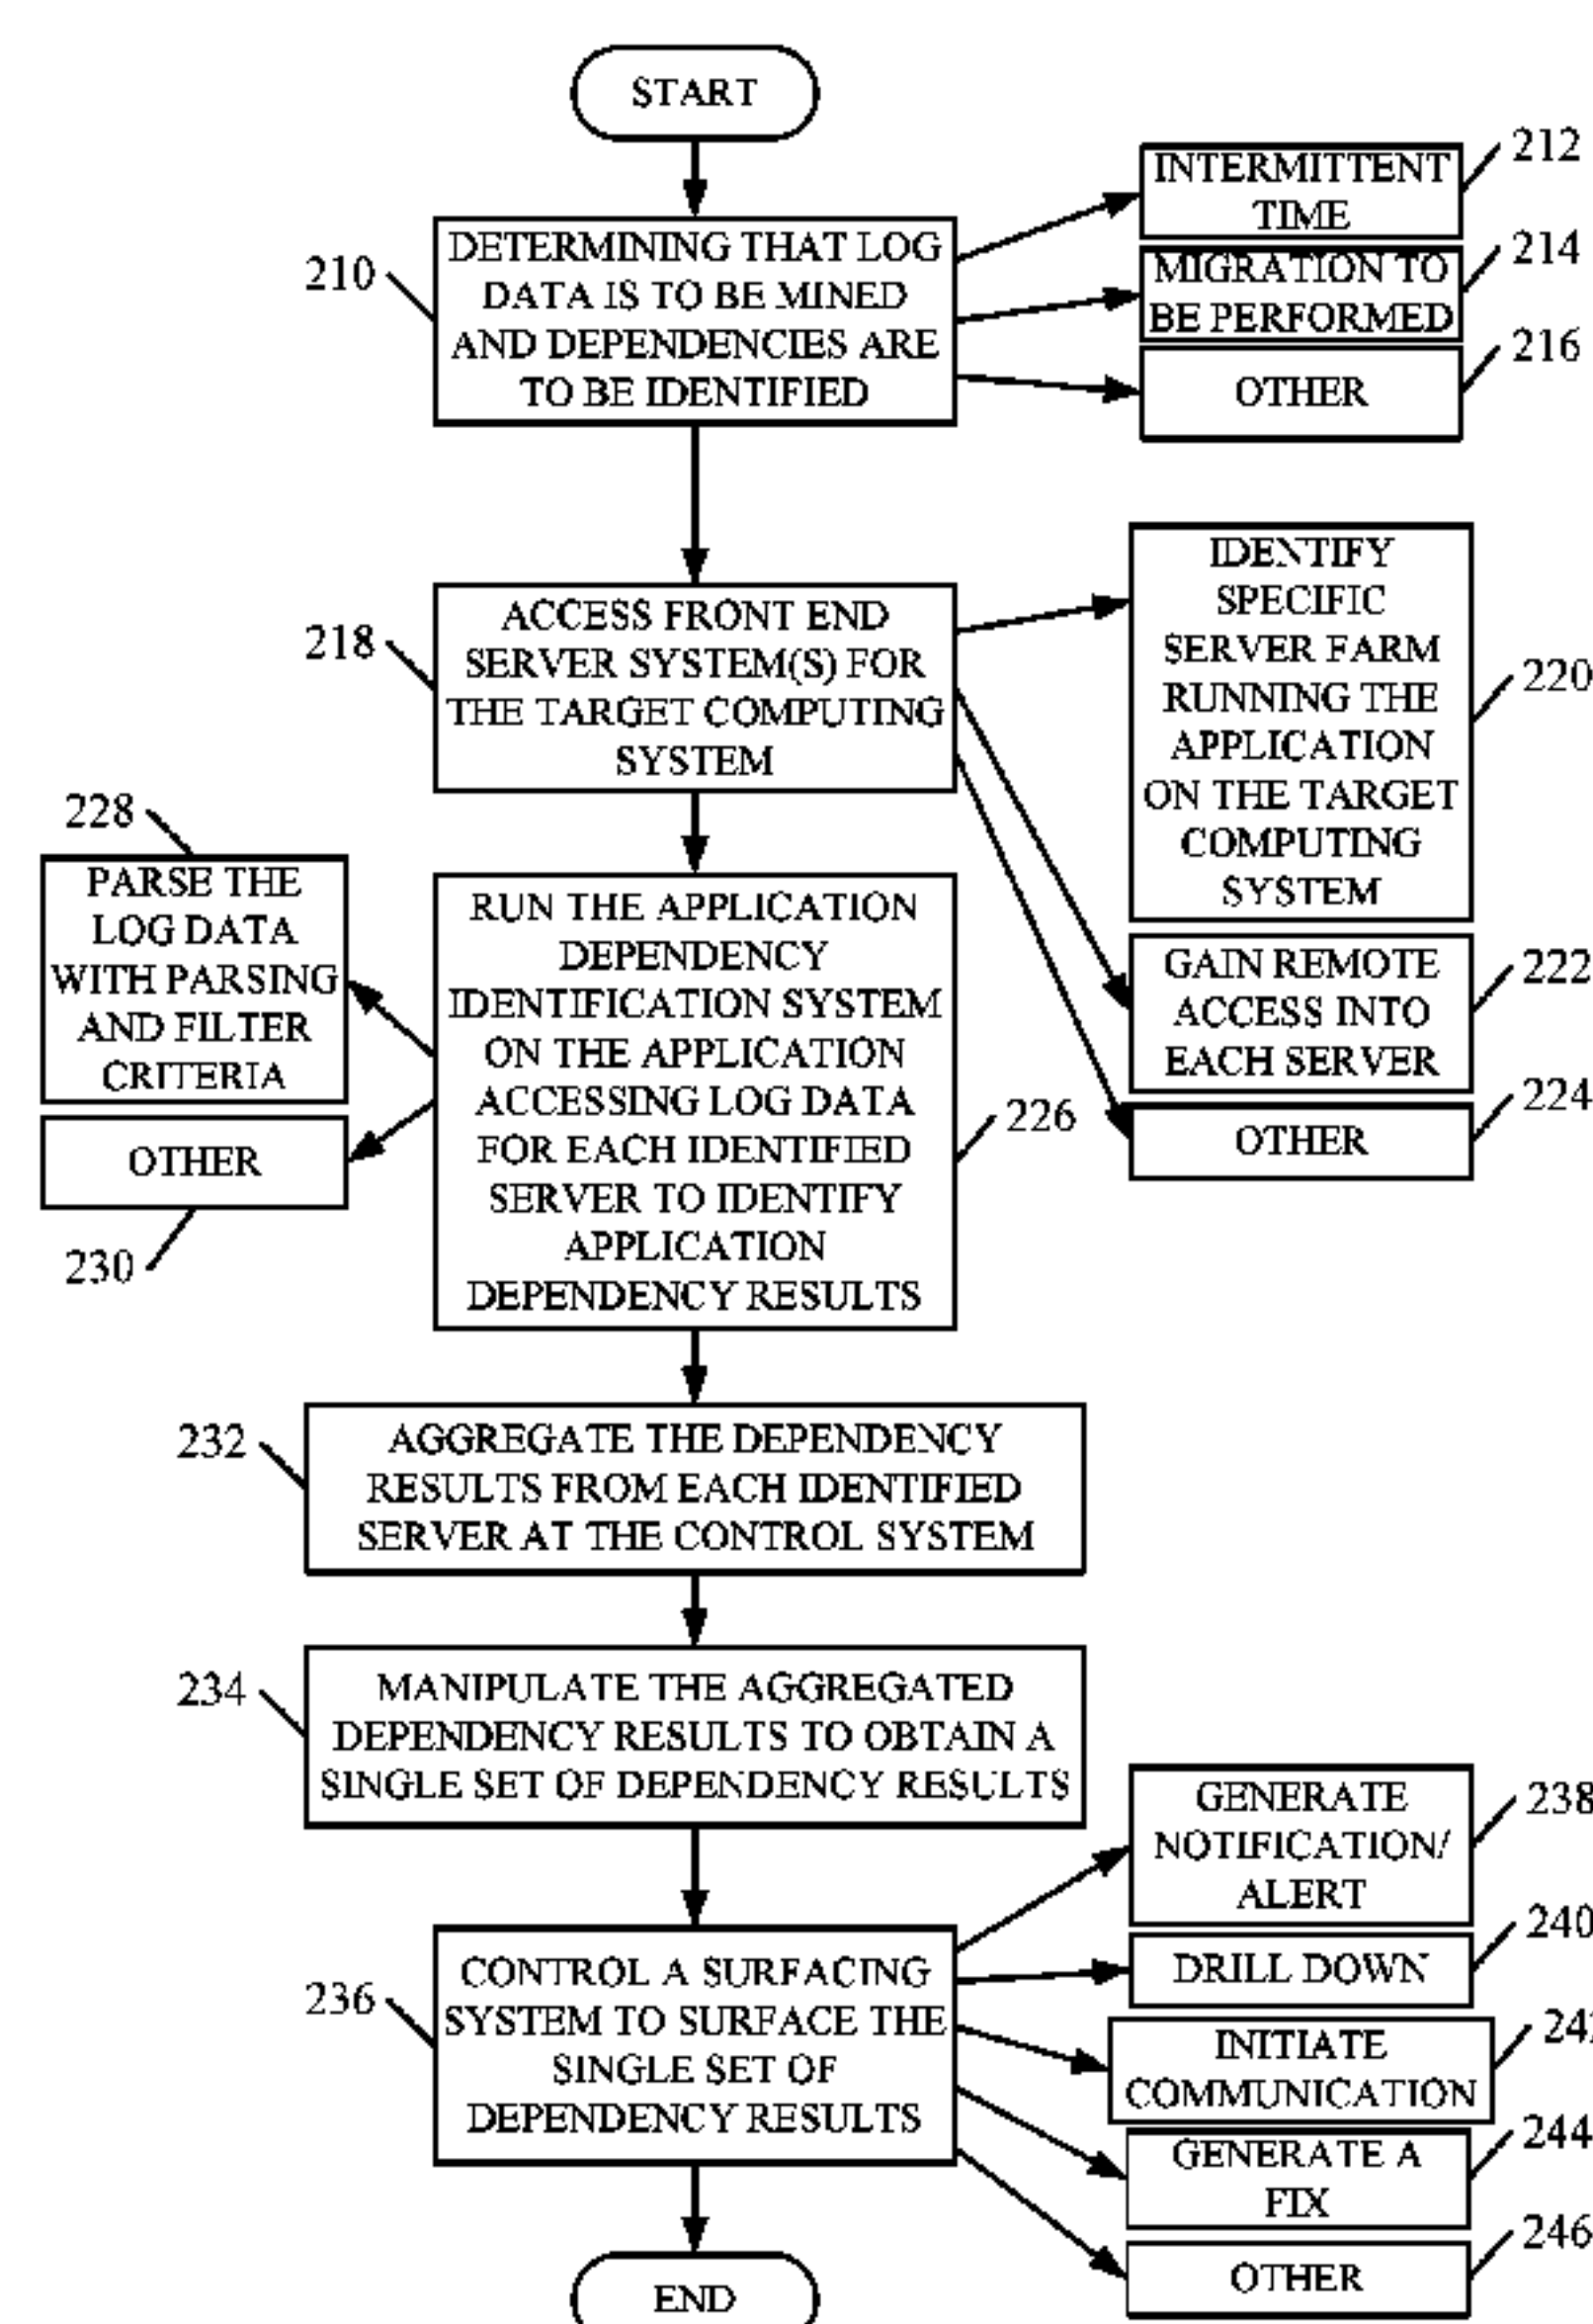 START
INTERMITTENT
TIME
212
DETERMINING THAT LOG
DATA IS TO BE MINED
AND DEPENDENCIES ARE
TO BE IDENTIFIED
210
MIGRATION TO
BE PERFORMED
214
OTHER
216
ACCESS FRONT END
SERVER SYSTEM(S) FOR
THE TARGET COMPUTING
SYSTEM
218
IDENTIFY
SPECIFIC
SERVER FARM
RUNNING THE
APPLICATION
ON THE TARGET
COMPUTING
SYSTEM
220
GAIN REMOTE
ACCESS INTO
EACH SERVER
222
OTHER
224
228
PARSE THE
LOG DATA
WITH PARSING
AND FILTER
CRITERIA
OTHER
230
RUN THE APPLICATION
DEPENDENCY
IDENTIFICATION SYSTEM
ON THE APPLICATION
ACCESSING LOG DATA
FOR EACH IDENTIFIED
SERVER TO IDENTIFY
APPLICATION
DEPENDENCY RESULTS
226
232
AGGREGATE THE DEPENDENCY
RESULTS FROM EACH IDENTIFIED
SERVER AT THE CONTROL SYSTEM
234
MANIPULATE THE AGGREGATED
DEPENDENCY RESULTS TO OBTAIN A
SINGLE SET OF DEPENDENCY RESULTS
236
CONTROL A SURFACING
SYSTEM TO SURFACE THE
SINGLE SET OF
DEPENDENCY RESULTS
GENERATE
NOTIFICATION/
ALERT
238
DRILL DOWN
240
INITIATE
COMMUNICATION
GENERATE A
FIX
244
OTHER
246
END